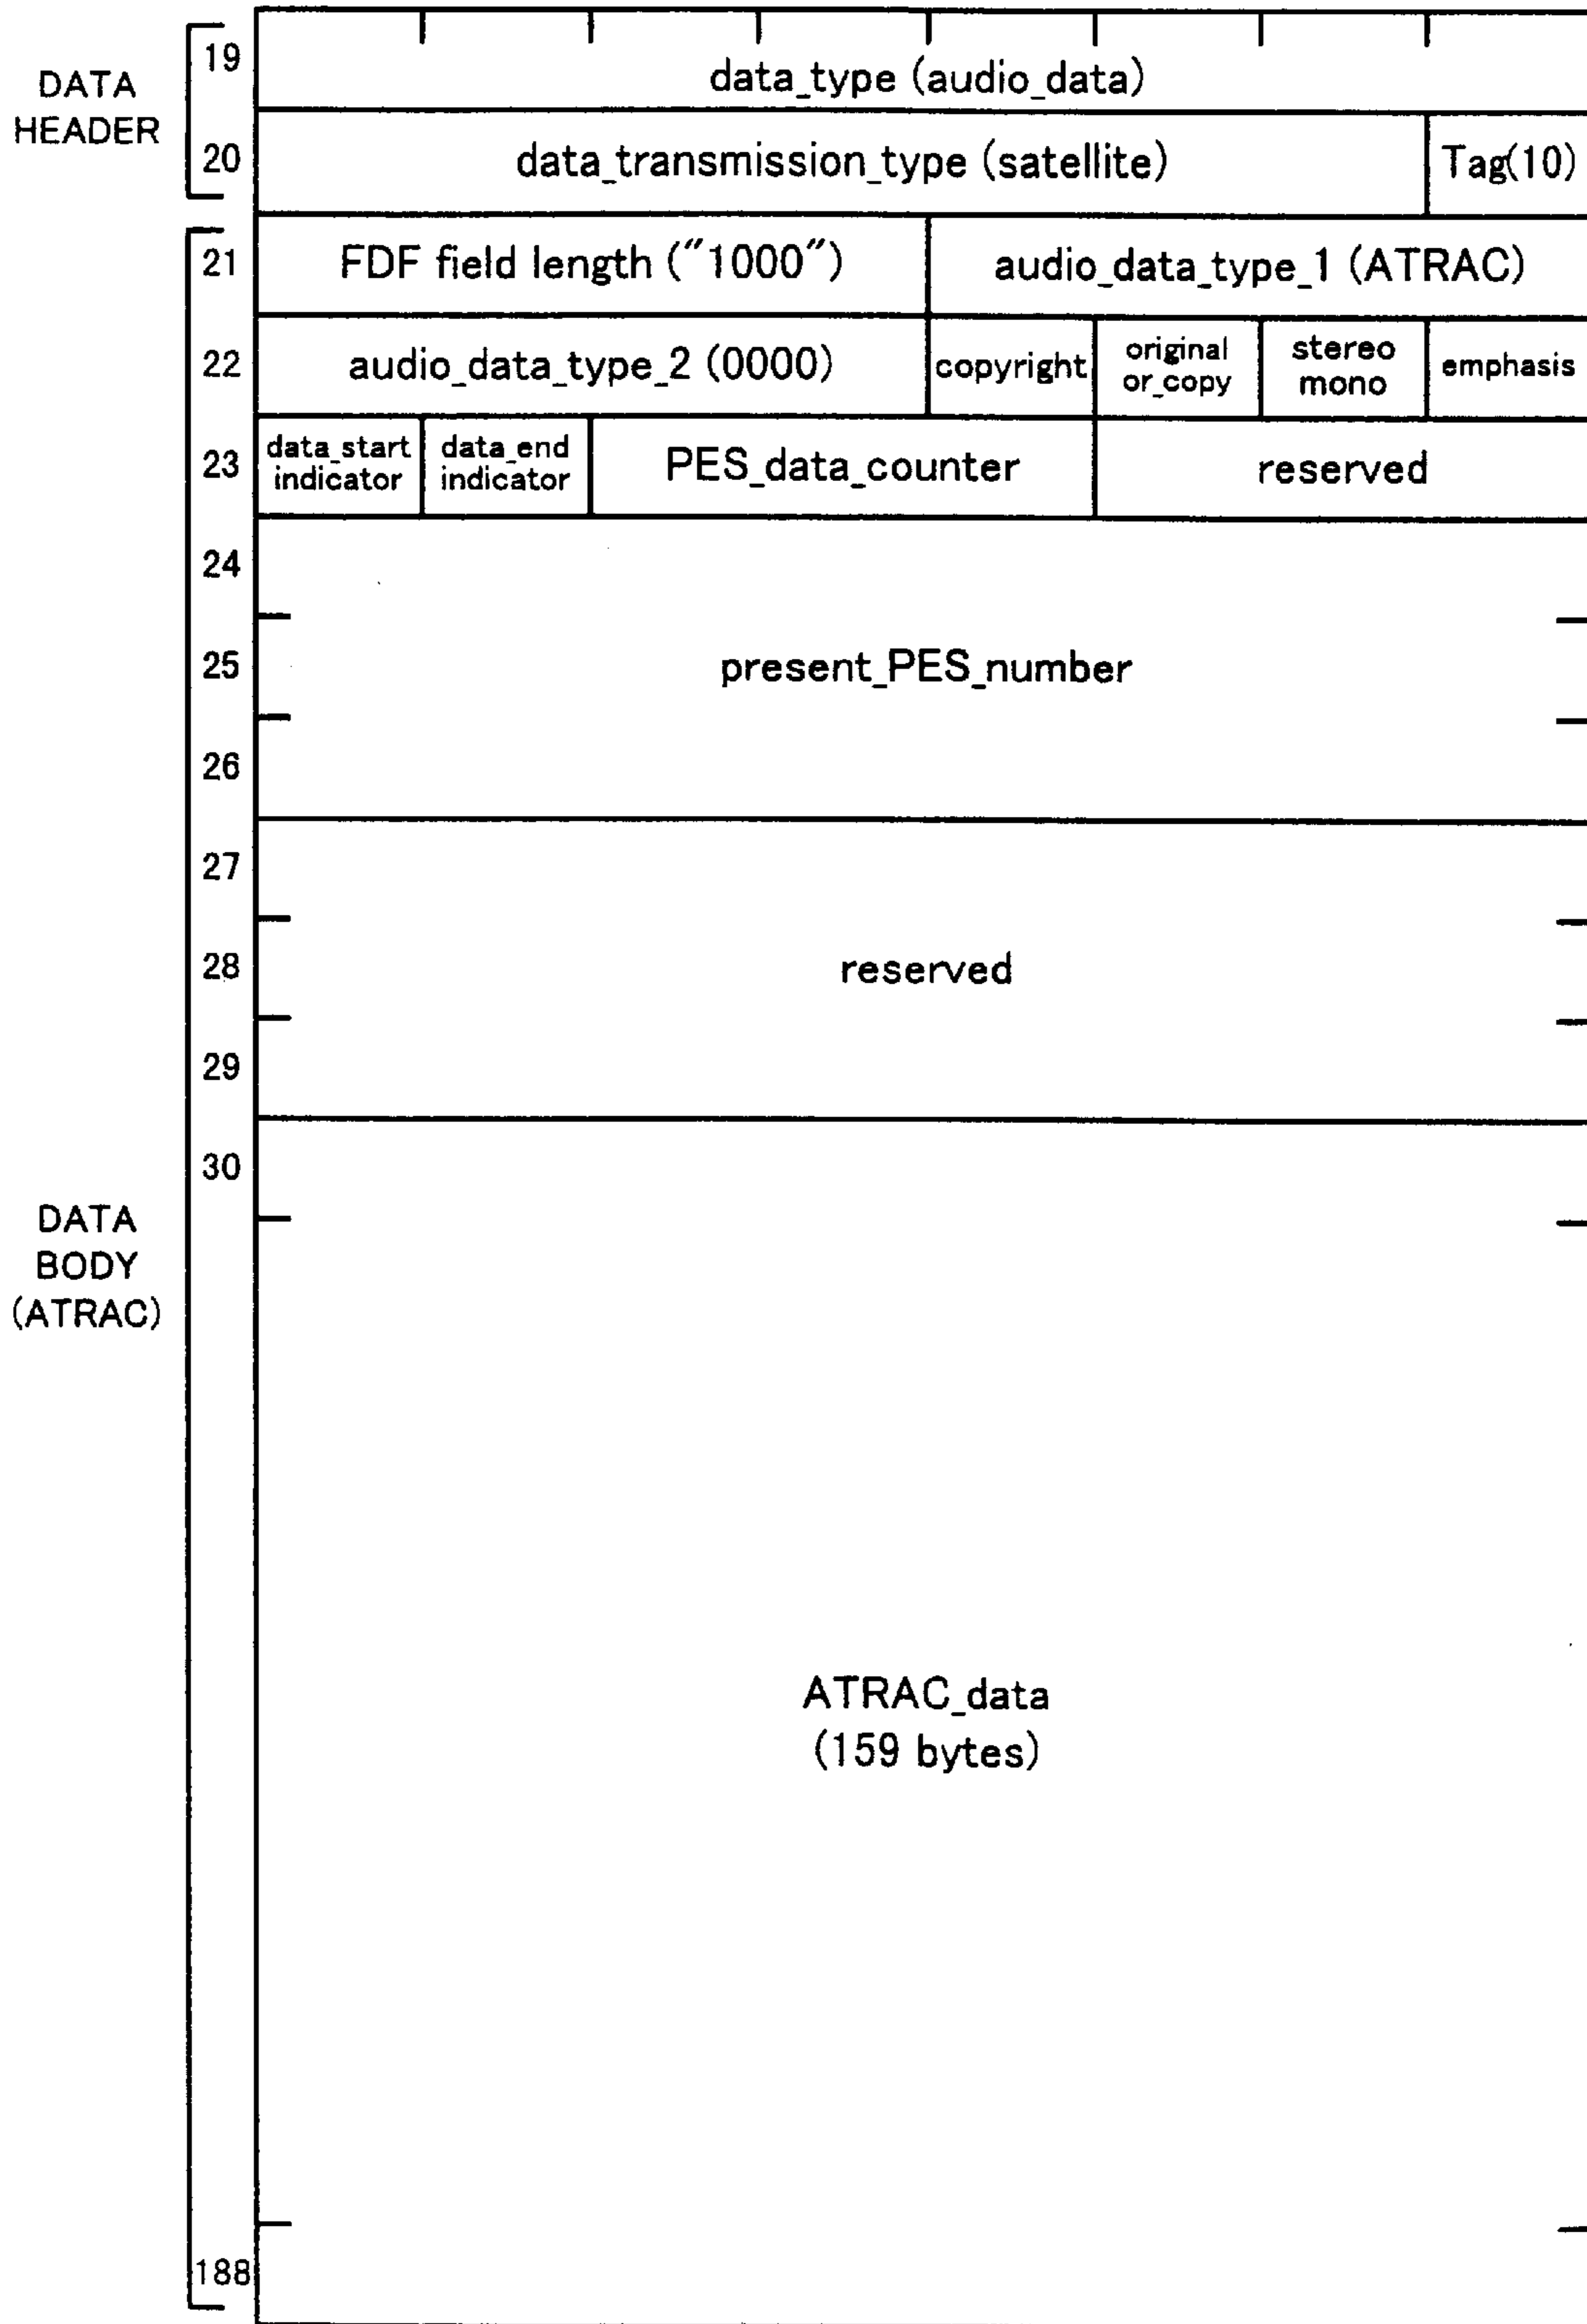 DATA
HEADER
19
data_type (audio_data)
20
data_transmission_type (satellite)
Tag(10)
21
FDF field length (″1000″)
audio_data_type_1 (ATRAC)
22
audio_data_type_2 (0000)
copyright
original
or_copy
stereo
mono
emphasis
23
data_start
indicator
data_end
indicator
PES_data_counter
reserved
24
25
present_PES_number
26
27
28
reserved
29
30
DATA
BODY
(ATRAC)
ATRAC_data
(159 bytes)
188